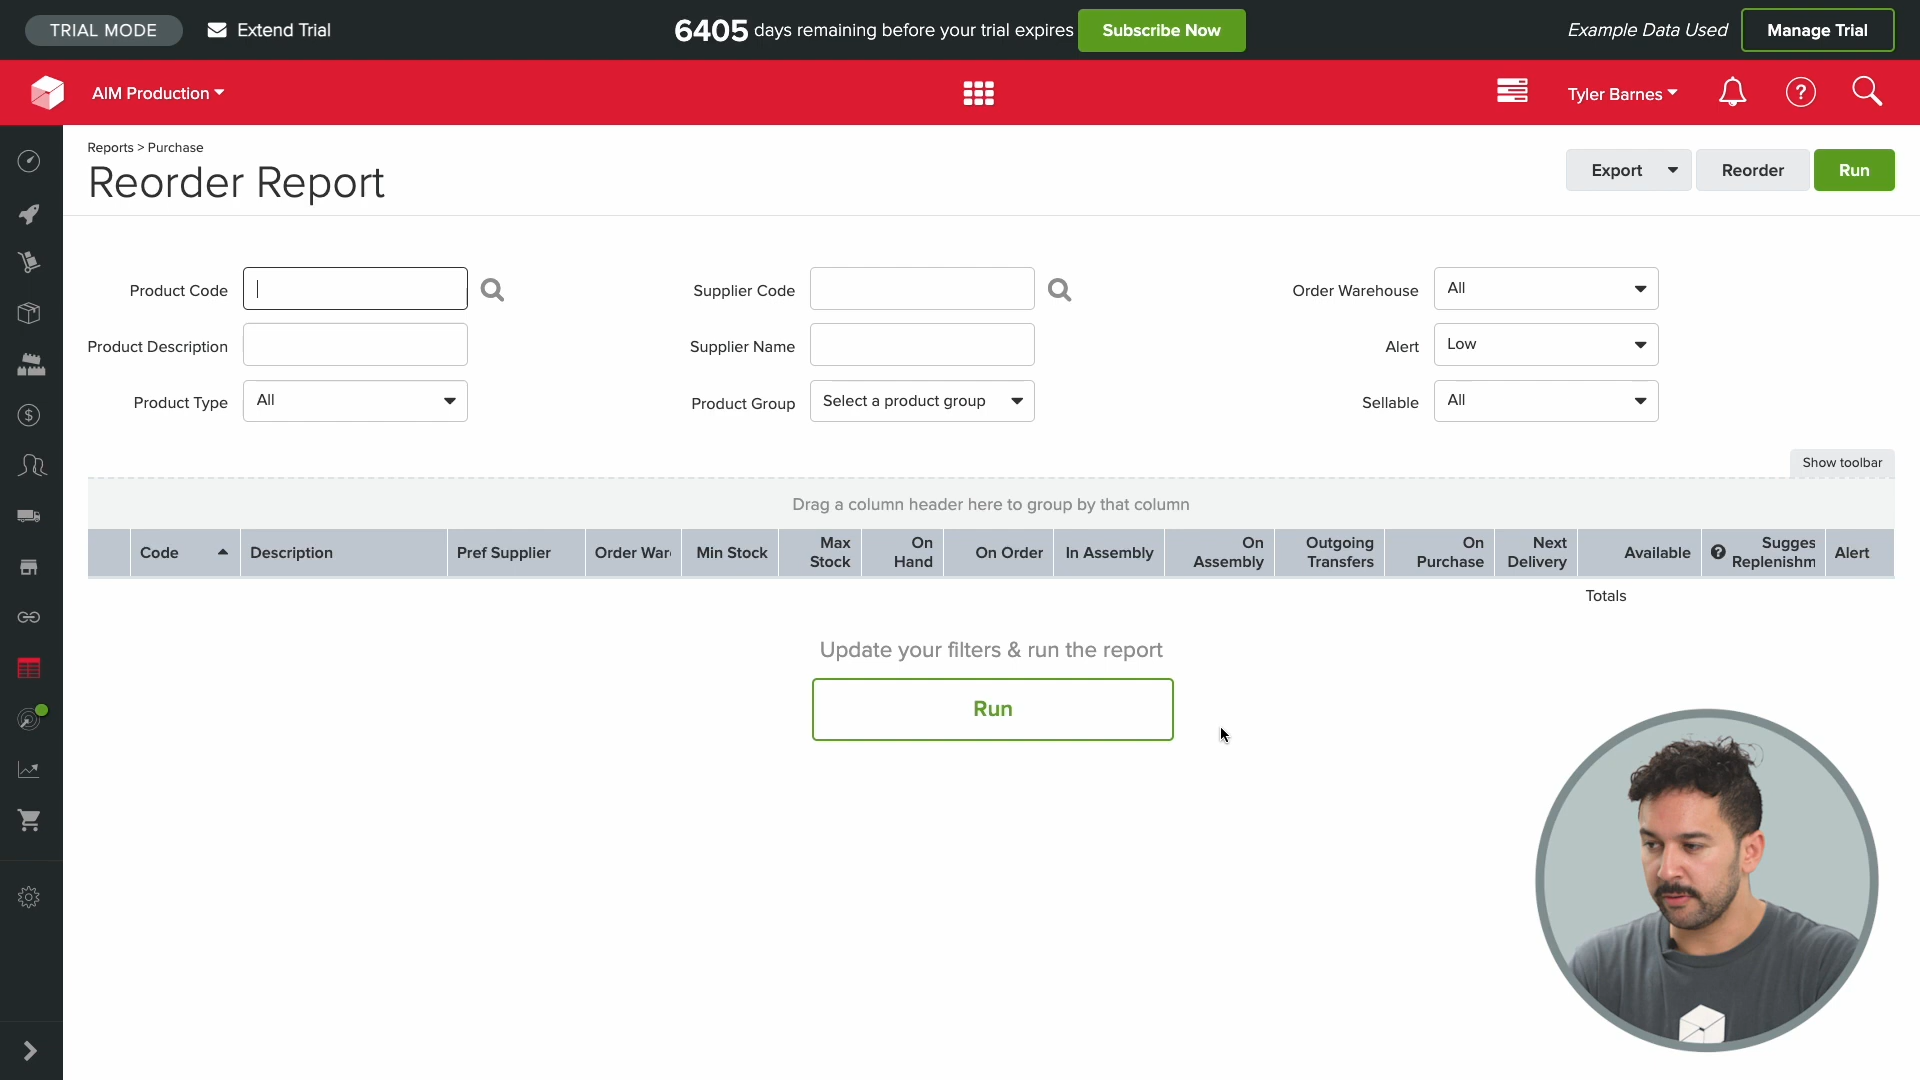 TRIAL MODE
Extend Trial
6405 days remaining before your trial expires
Subscribe Now
Example Data Used
Manage Trial
AIM Production
Tyler Barnes
?
Reports > Purchase
Reorder Report
Export
Reorder
Run
Product Code
Supplier Code
Order Warehouse
All
Product Description
Supplier Name
Alert
Low
Product Type
All
Product Group
Select a product group
Sellable
All
Show toolbar
Drag a column header here to group by that column
Code
Description
Pref Supplier
Order War
Min Stock
Max
Stock
On
Hand
On Order
In Assembly
On
Assembly
Outgoing
Transfers
On
Purchase
Next
Delivery
Available
?
Sugges
Replenishm
Alert
Totals
Update your filters & run the report
Run